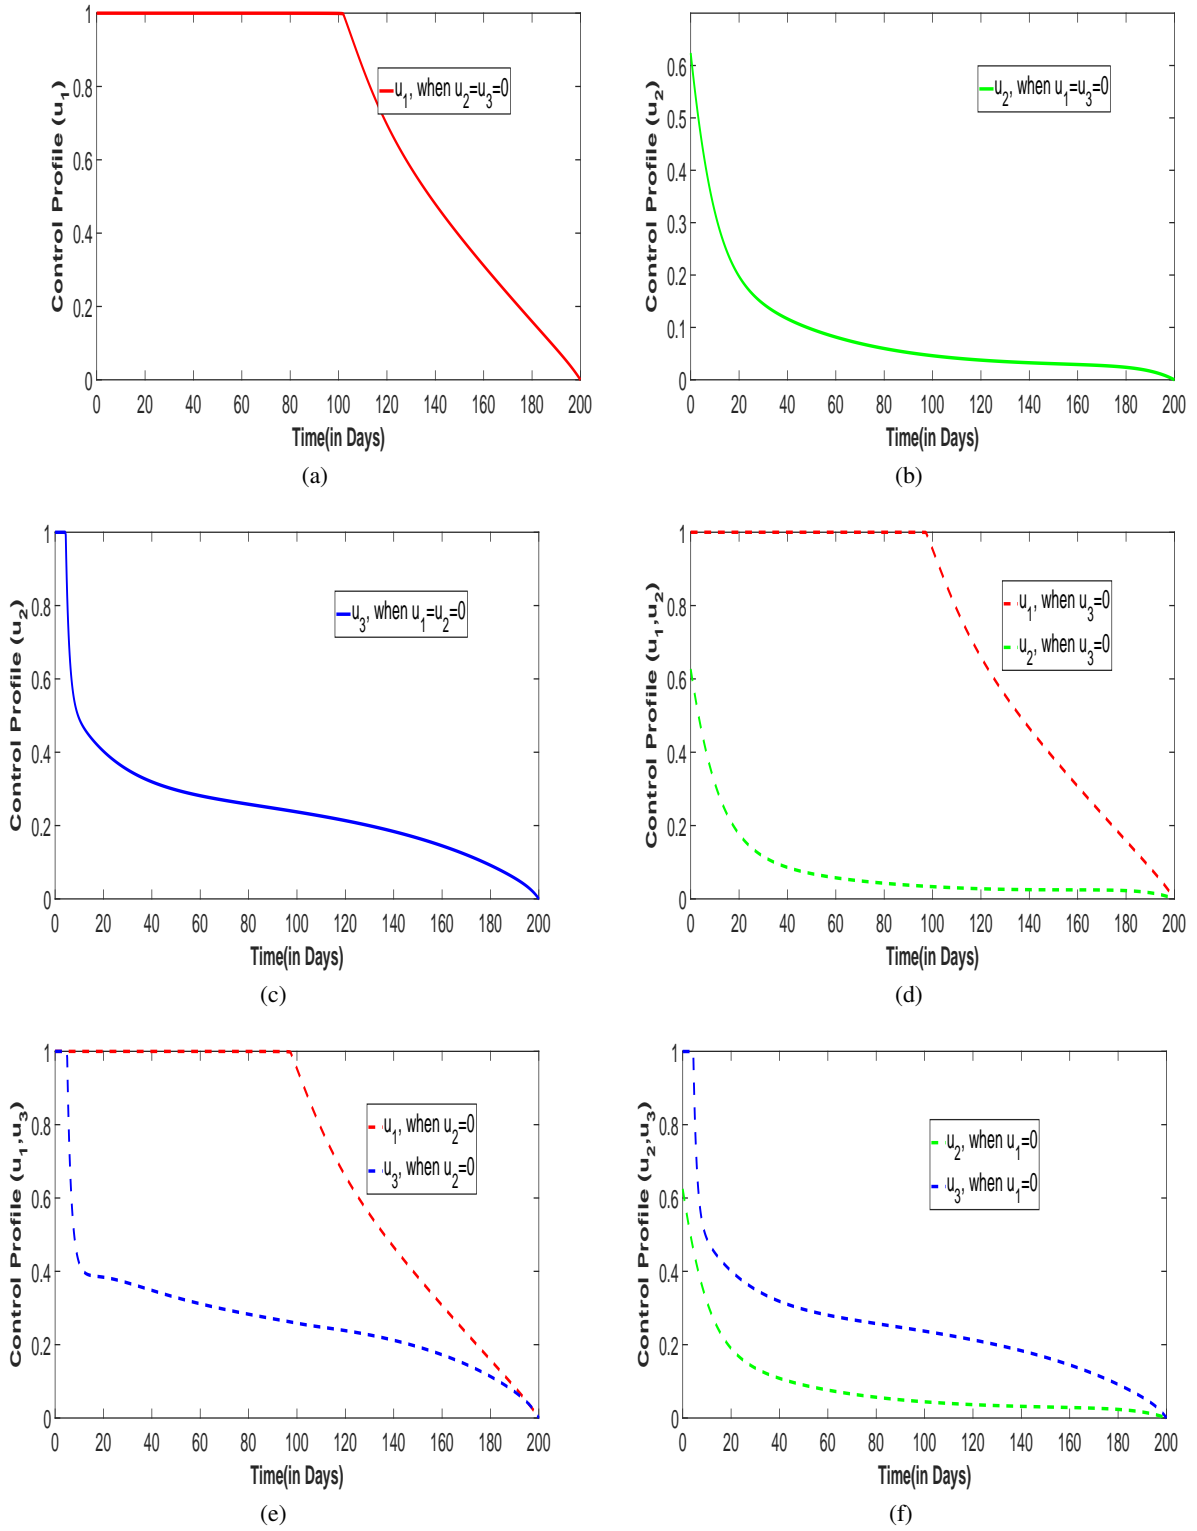 Control Profile (u1)
1
0.8
0.6
0.4
0.2
0
u1, when u2=u3=0
0 20 40 60 80 100 120 140 160 180 200
Time(in Days)
(a)
Control Profile (u2)
0.6
0.5
0.4
0.3
0.2
0.1
0
u2, when u1=u3=0
0 20 40 60 80 100 120 140 160 180 200
Time(in Days)
(b)
Control Profile (u2)
1
0.8
0.6
0.4
0.2
0
u3, when u1=u2=0
0 20 40 60 80 100 120 140 160 180 200
Time(in Days)
(c)
Control Profile (u1,u2)
1
0.8
0.6
0.4
0.2
0
u1, when u3=0
u2, when u3=0
0 20 40 60 80 100 120 140 160 180 200
Time(in Days)
(d)
Control Profile (u1,u3)
1
0.8
0.6
0.4
0.2
0
u1, when u2=0
u3, when u2=0
0 20 40 60 80 100 120 140 160 180 200
Time(in Days)
(e)
Control Profile (u2,u3)
1
0.8
0.6
0.4
0.2
0
u2, when u1=0
u3, when u1=0
0 20 40 60 80 100 120 140 160 180 200
Time(in Days)
(f)